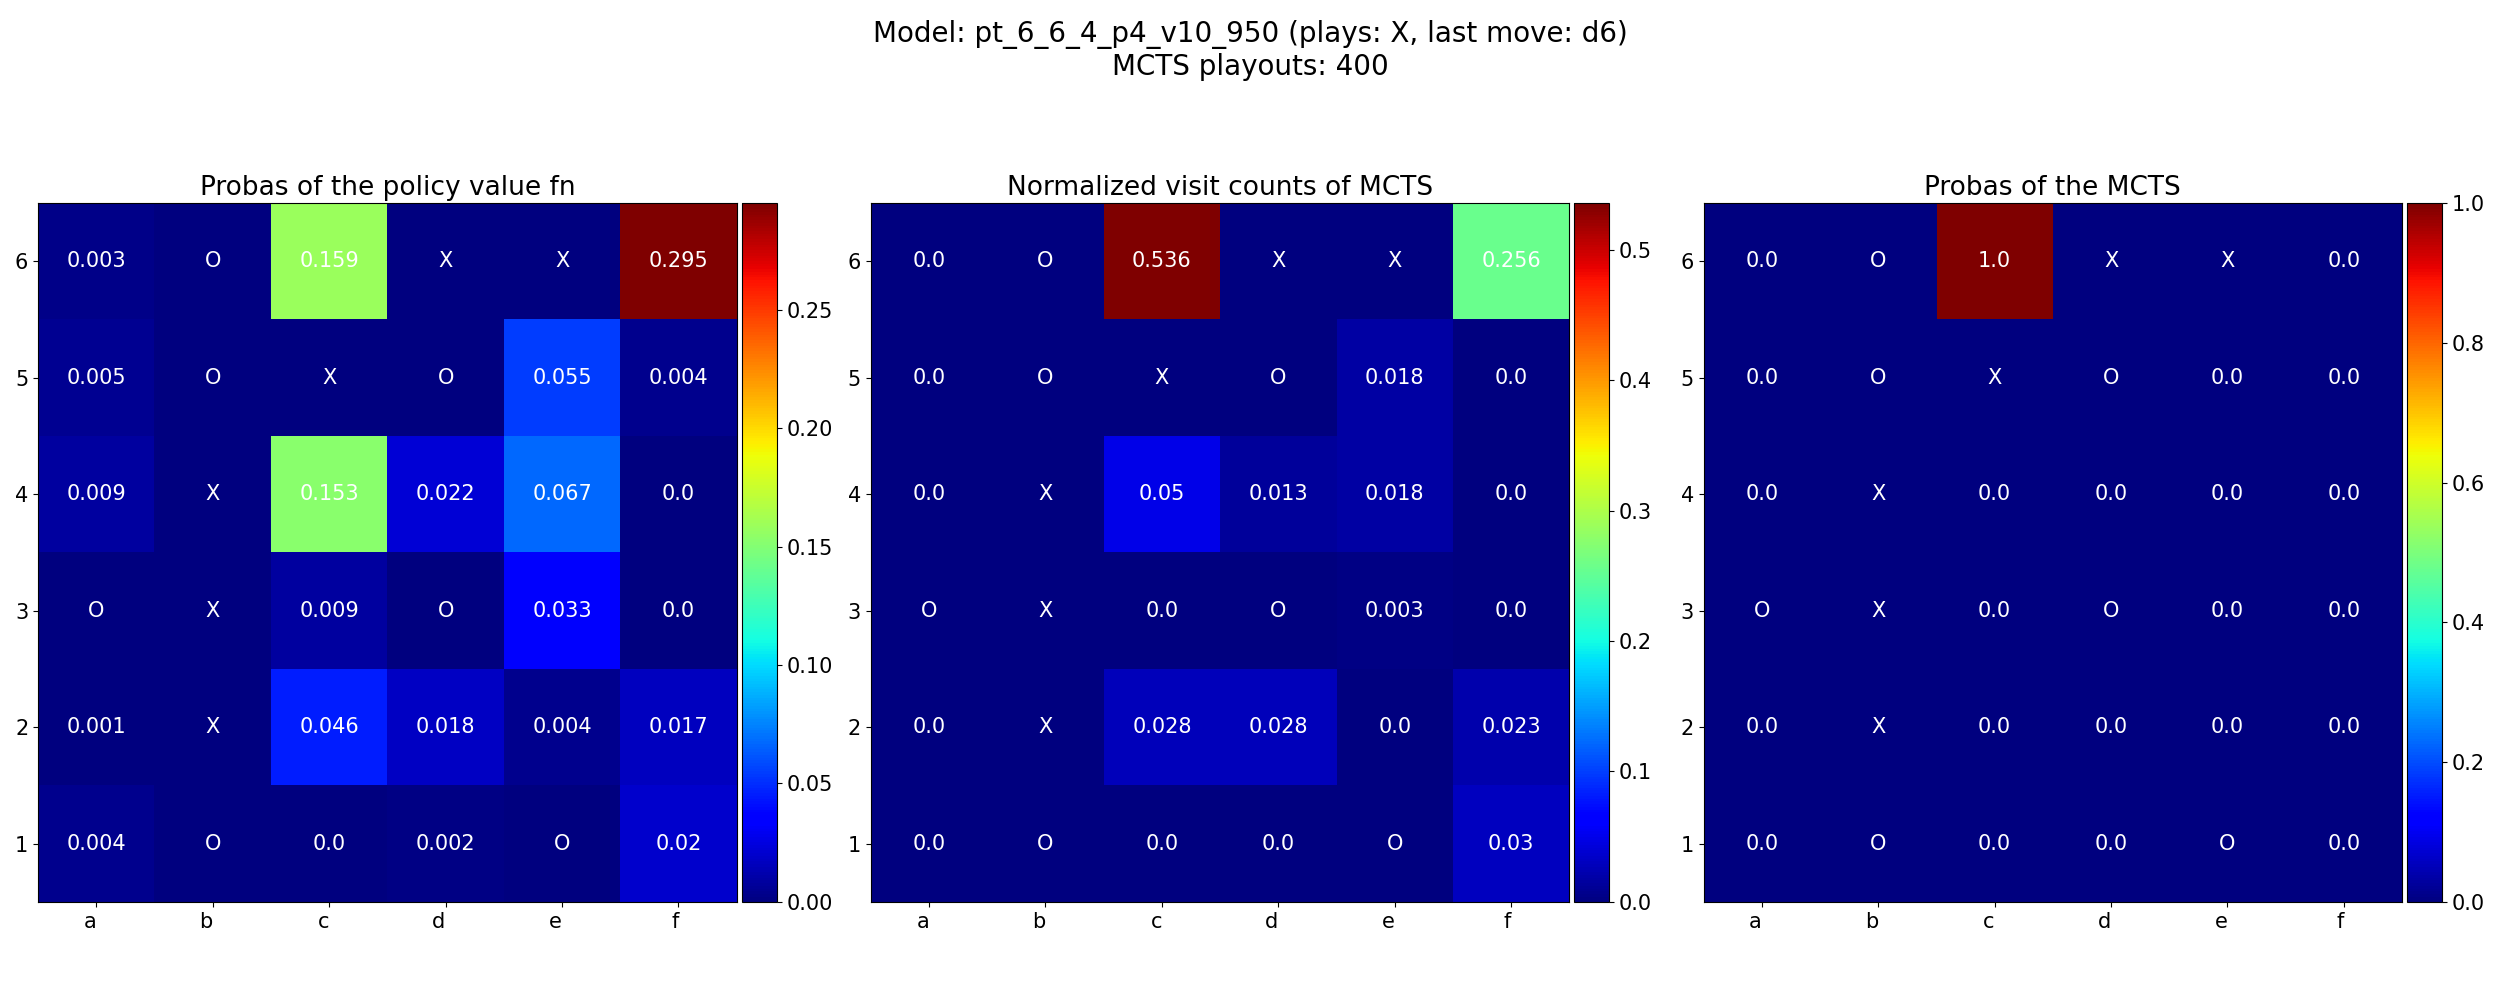 Model: pt_6_6_4_p4_v10_950 (plays: X, last move: d6)
MCTS playouts: 400
Probas of the policy value fn
6 0.003 O 0.159 X X 0.295
5 0.005 O X O 0.055 0.004
4 0.009 X 0.153 0.022 0.067 0.0
3 O X 0.009 O 0.033 0.0
2 0.001 X 0.046 0.018 0.004 0.017
1 0.004 O 0.0 0.002 O 0.02
a b c d e f
0.25
0.20
0.15
0.10
0.05
0.00
Normalized visit counts of MCTS
6 0.0 O 0.536 X X 0.256
5 0.0 O X O 0.018 0.0
4 0.0 X 0.05 0.013 0.018 0.0
3 O X 0.0 O 0.003 0.0
2 0.0 X 0.028 0.028 0.0 0.023
1 0.0 O 0.0 0.0 O 0.03
a b c d e f
0.5
0.4
0.3
0.2
0.1
0.0
Probas of the MCTS
6 0.0 O 1.0 X X 0.0
5 0.0 O X O 0.0 0.0
4 0.0 X 0.0 0.0 0.0 0.0
3 O X 0.0 O 0.0 0.0
2 0.0 X 0.0 0.0 0.0 0.0
1 0.0 O 0.0 0.0 O 0.0
a b c d e f
1.0
0.8
0.6
0.4
0.2
0.0